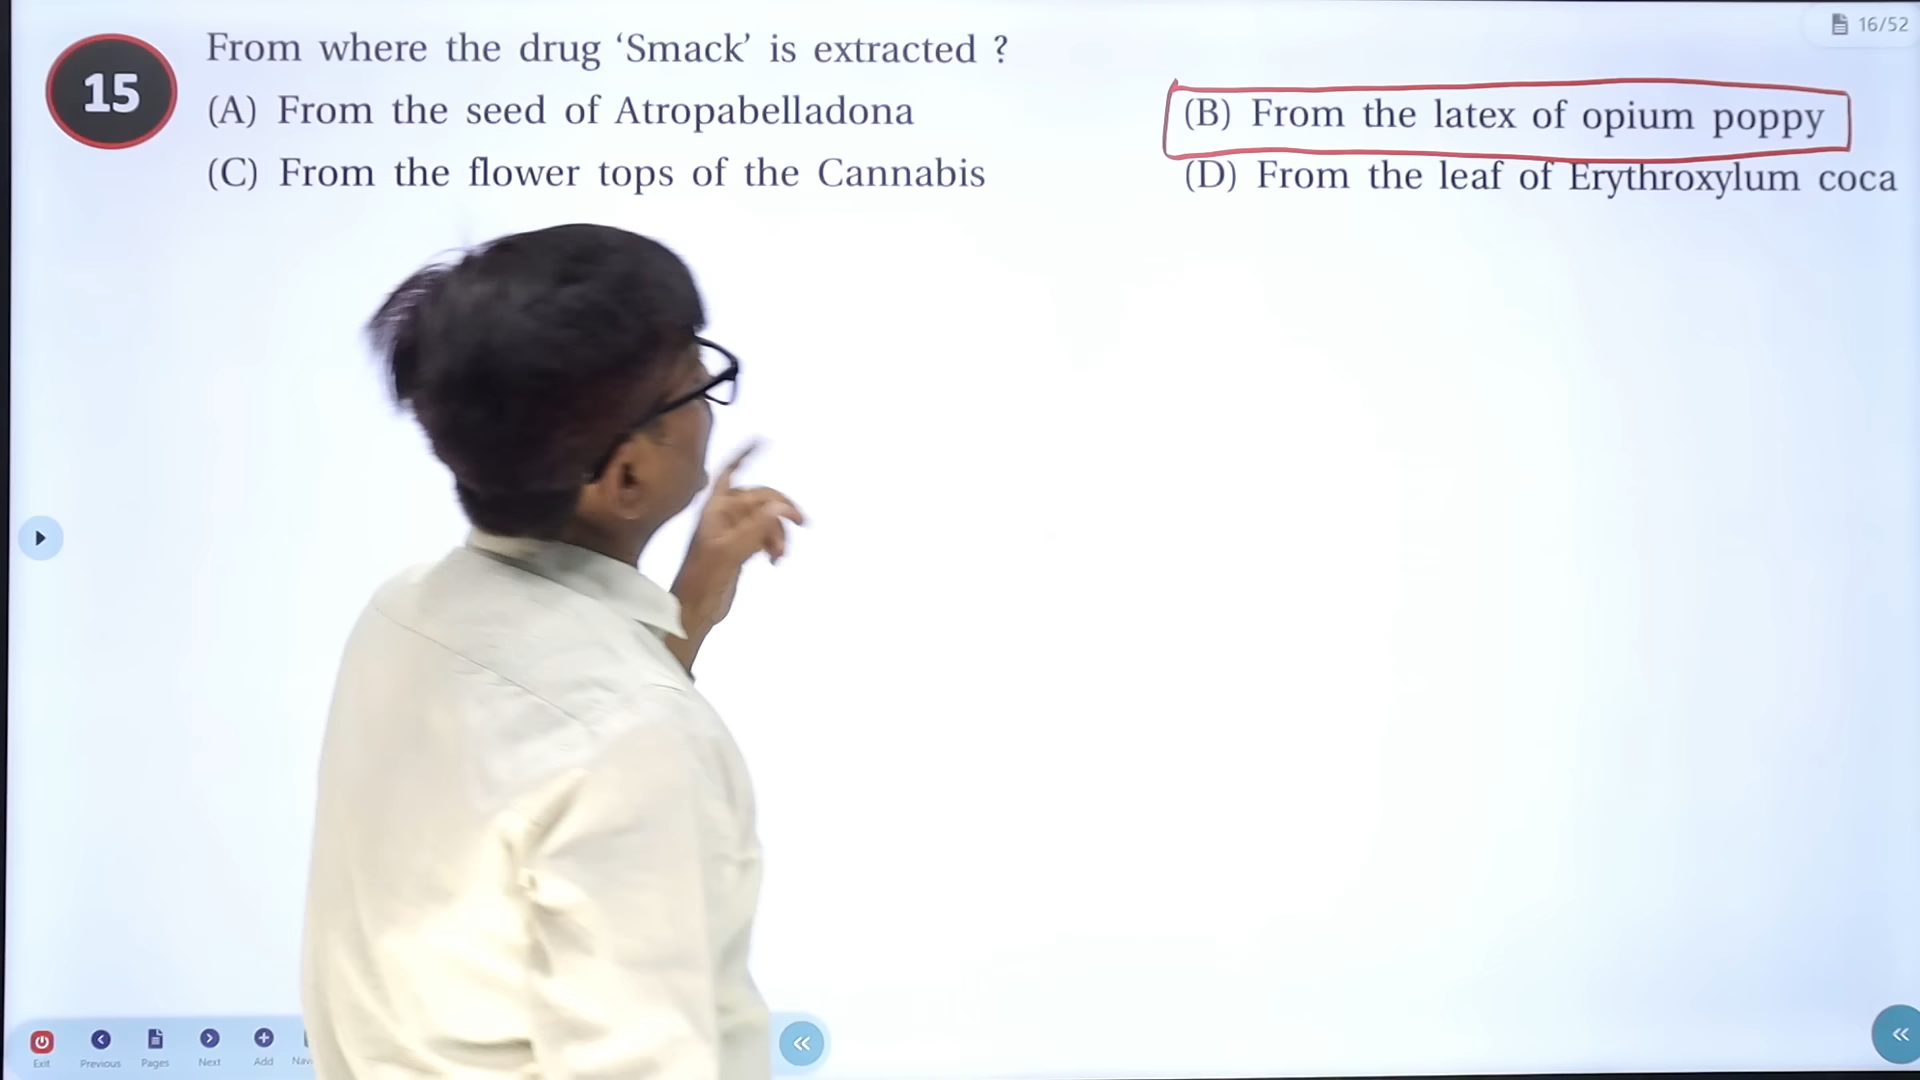 16/52
15
From where the drug ‘Smack’ is extracted ?
(A) From the seed of Atropabelladona
(B) From the latex of opium poppy
(C) From the flower tops of the Cannabis
(D) From the leaf of Erythroxylum coca
Exit Previous Pages Next Add